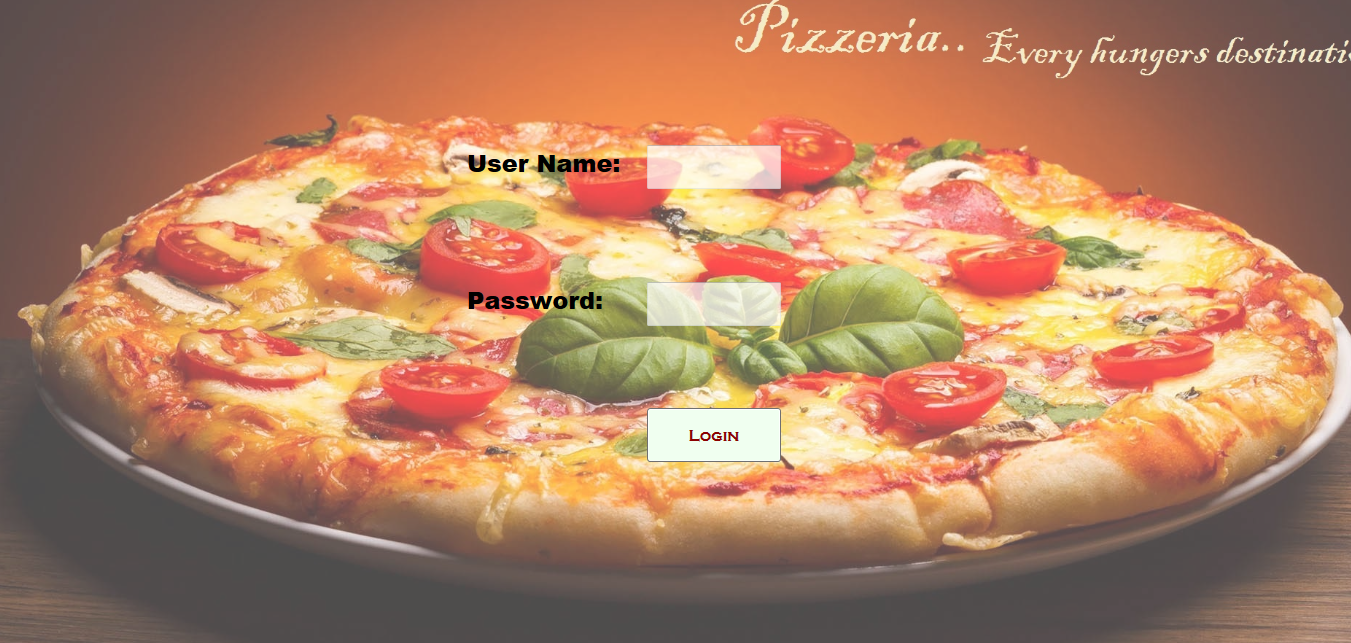 Pizzeria.. Every hungers destinati
User Name:
Password:
Login